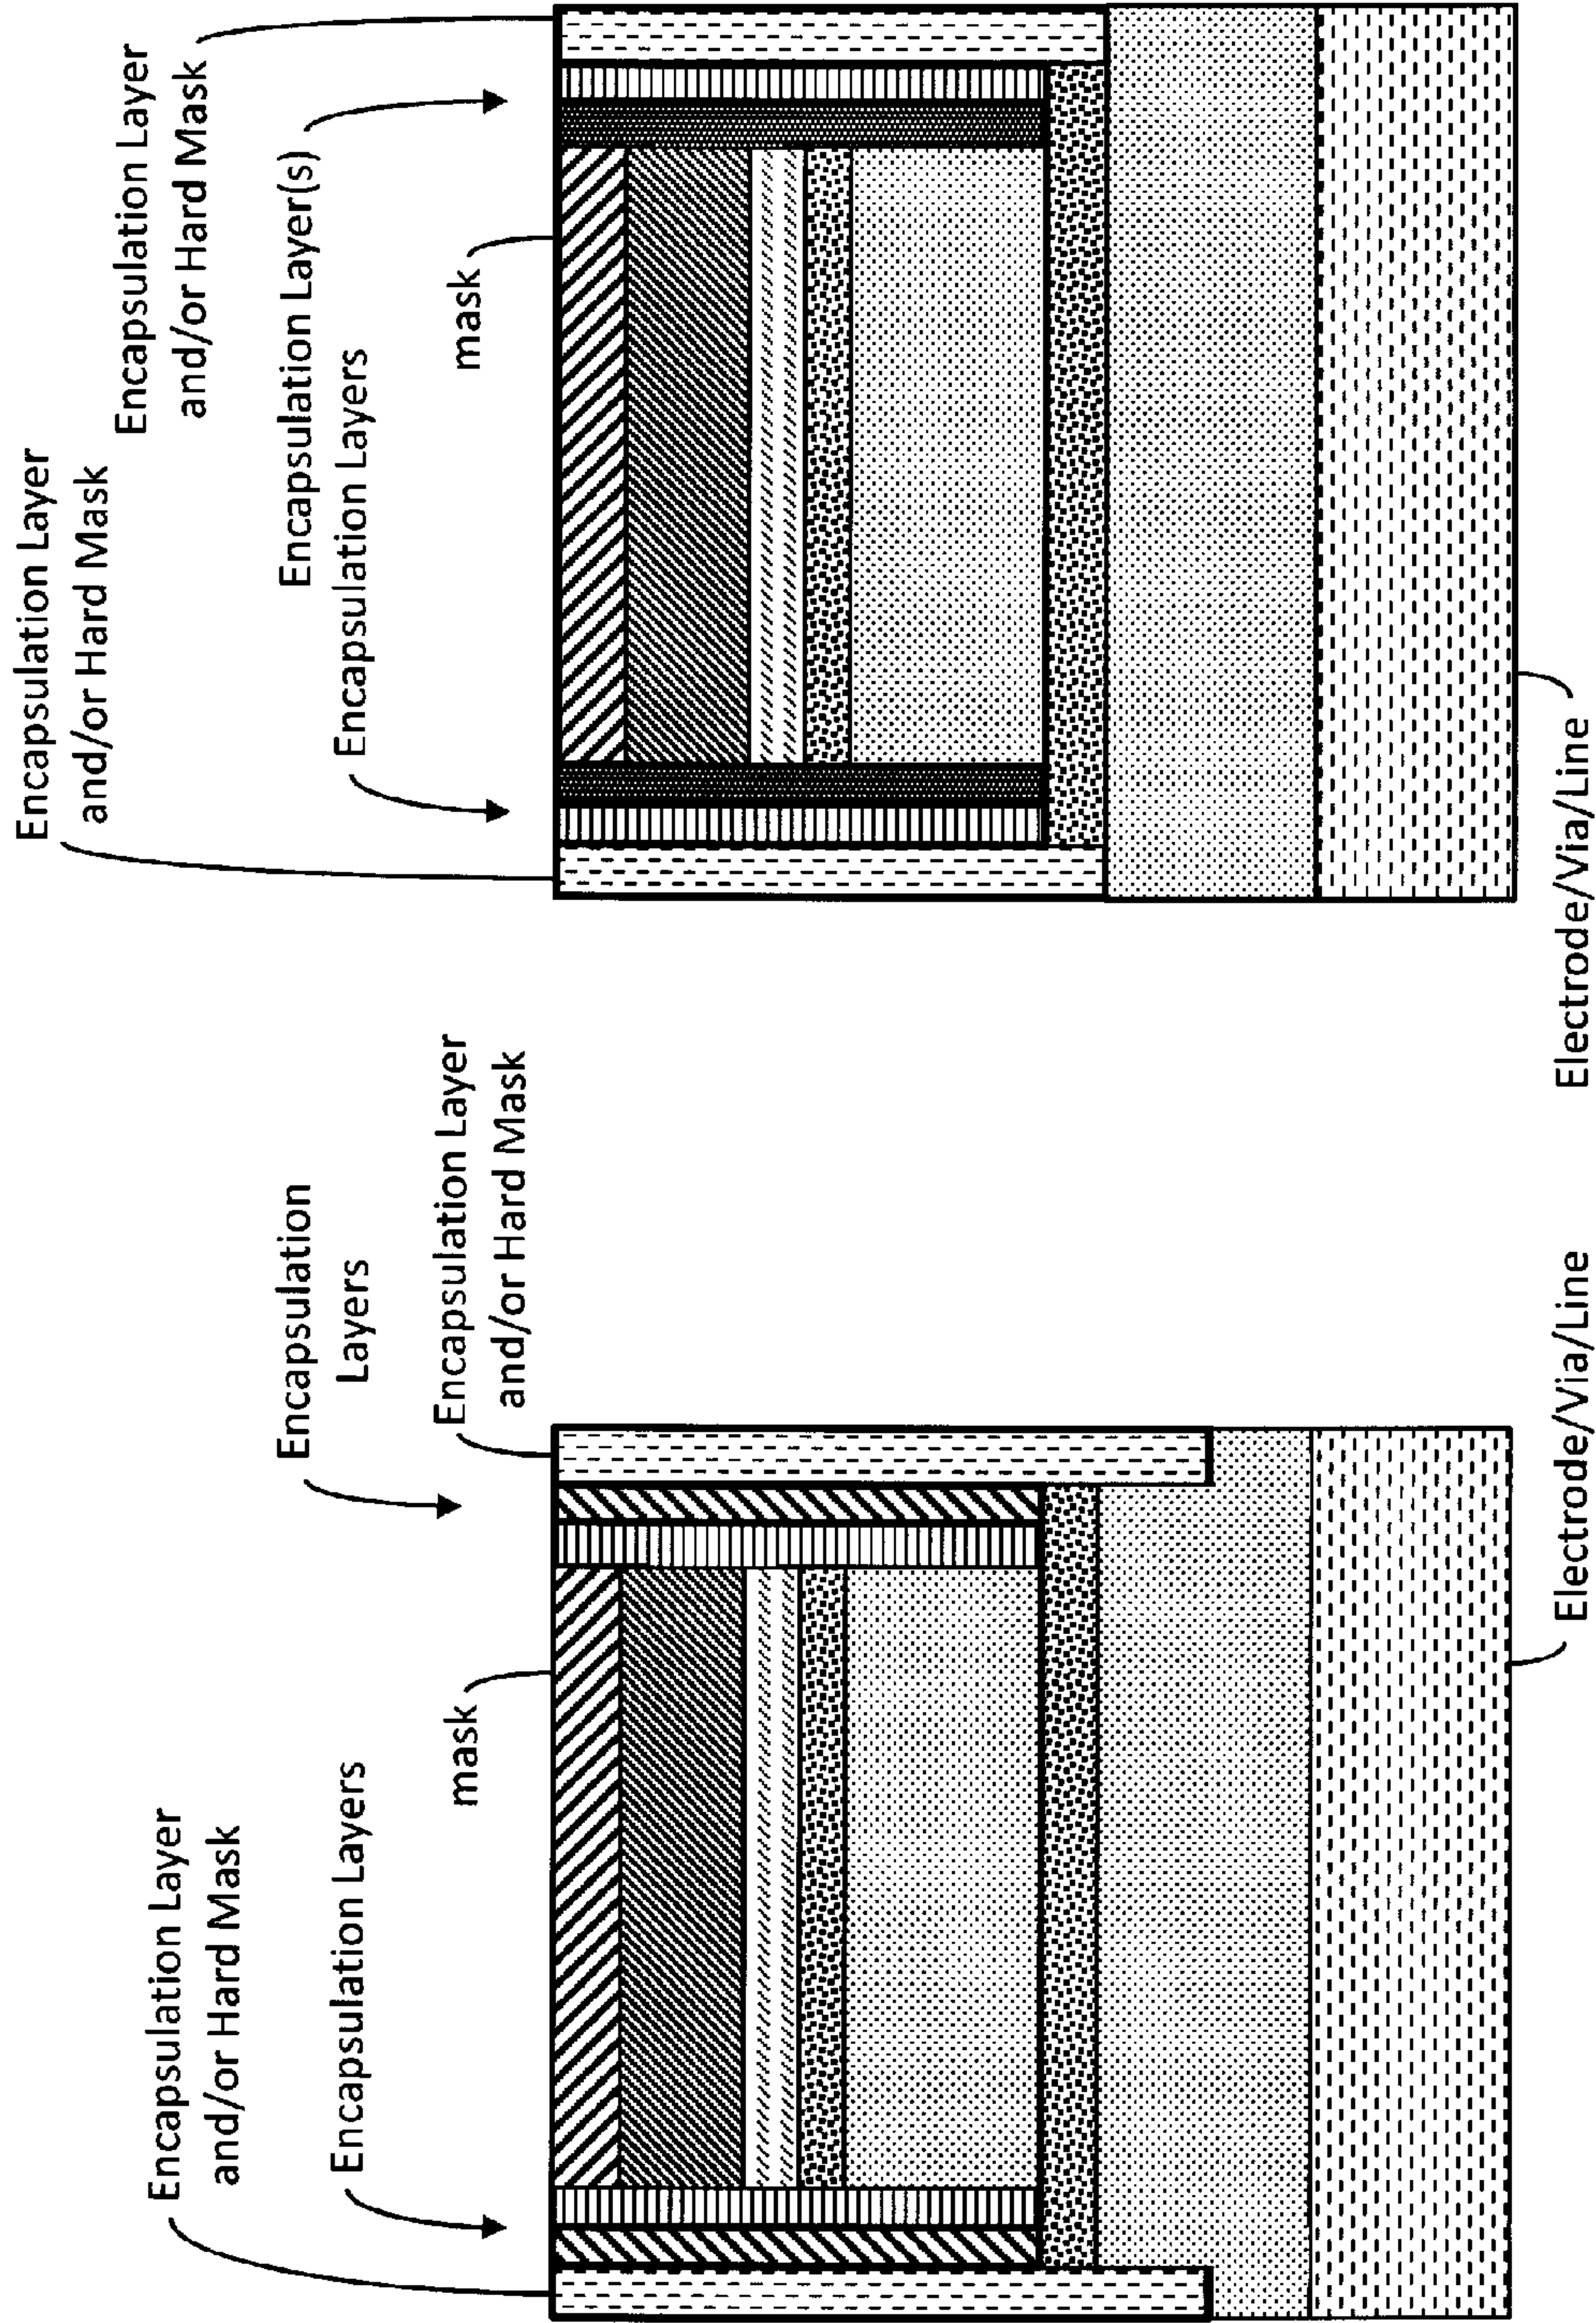 Encapsulation Layer
and/or Hard Mask
Encapsulation Layers
mask
Encapsulation
Layers
Encapsulation Layer
and/or Hard Mask
Electrode/Via/Line
Encapsulation Layer
and/or Hard Mask
Encapsulation Layer
and/or Hard Mask
Encapsulation Layer(s)
Encapsulation Layers
mask
Electrode/Via/Line